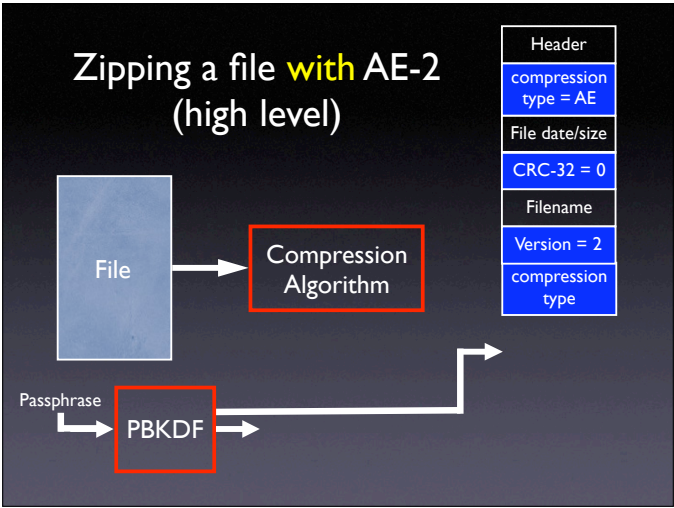 Zipping a file with AE-2
(high level)
File
Compression
Algorithm
Passphrase
PBKDF
Header
compression
type = AE
File date/size
CRC-32 = 0
Filename
Version = 2
compression
type